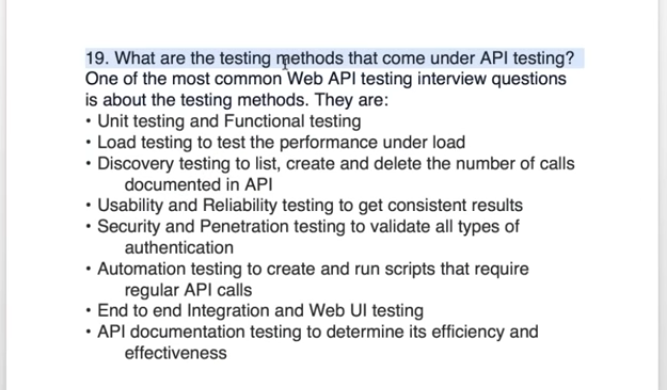 19. What are the testing methods that come under API testing?
One of the most common Web API testing interview questions
is about the testing methods. They are:
• Unit testing and Functional testing
• Load testing to test the performance under load
• Discovery testing to list, create and delete the number of calls
documented in API
• Usability and Reliability testing to get consistent results
• Security and Penetration testing to validate all types of
authentication
• Automation testing to create and run scripts that require
regular API calls
• End to end Integration and Web UI testing
• API documentation testing to determine its efficiency and
effectiveness